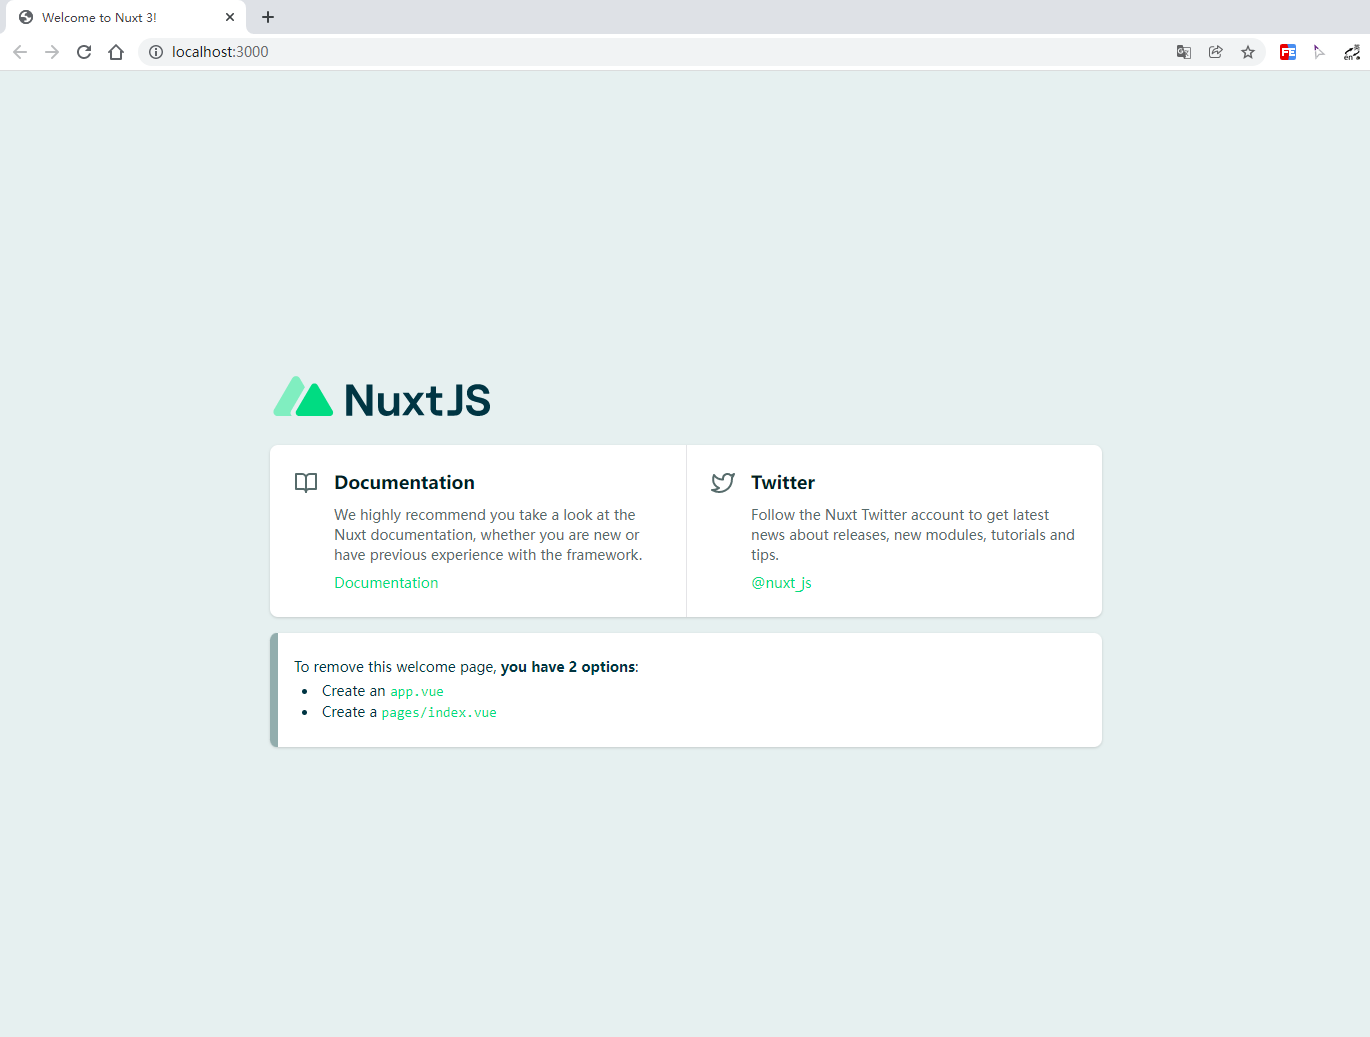 Welcome to Nuxt 3!
localhost:3000
NuxtJS
Documentation
We highly recommend you take a look at the
Nuxt documentation, whether you are new or
have previous experience with the framework.
Documentation
Twitter
Follow the Nuxt Twitter account to get latest
news about releases, new modules, tutorials and
tips.
@nuxt_js
To remove this welcome page, you have 2 options:
• Create an app.vue
• Create a pages/index.vue